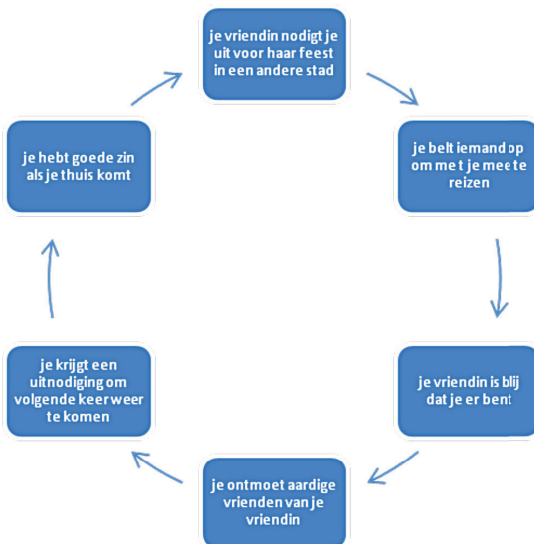 je vriendin nodigt je
uit voor haar feest
in een andere stad
je belt iemand op
om met je mee te
reizen
je vriendin is blij
dat je er bent
je ontmoet aardige
vrienden van je
vriendin
je krijgt een
uitnodiging om
volgende keer weer
te komen
je hebt goede zin
als je thuis komt